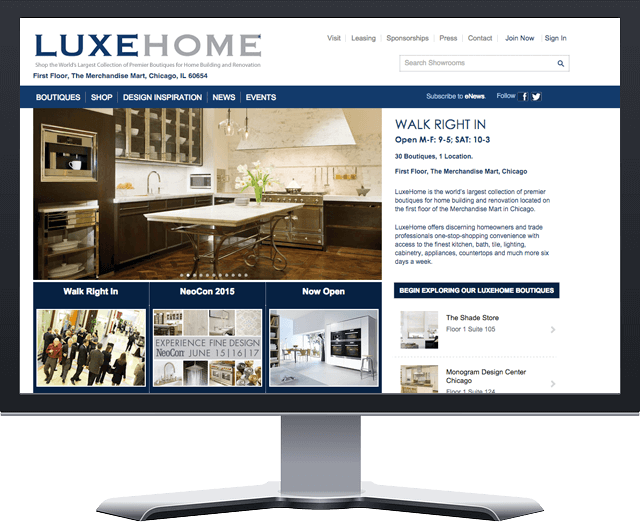 LUXEHOME
Shop the World's Largest Collection of Premier Boutiques for Home Building and Renovation
First Floor, The Merchandise Mart, Chicago, IL 60654
Visit Leasing Sponsorships Press Contact Join Now Sign In
Search Showrooms
BOUTIQUES SHOP DESIGN INSPIRATION NEWS EVENTS
Subscribe to eNews Follow
WALK RIGHT IN
Open M-F: 9-5; SAT: 10-3
30 Boutiques, 1 Location.
First Floor, The Merchandise Mart, Chicago
LuxeHome is the world's largest collection of premier
boutiques for home building and renovation located on
the first floor of the Merchandise Mart in Chicago.
LuxeHome offers discerning homeowners and trade
professionals one-stop-shopping convenience with
access to the finest kitchen, bath, tile, lighting,
cabinetry, appliances, countertops and much more six
days a week.
Walk Right In
NeoCon 2015
EXPERIENCE FINE DESIGN
NeoCon JUNE 15|16|17
Now Open
BEGIN EXPLORING OUR LUXEHOME BOUTIQUES
The Shade Store
Floor 1 Suite 105
Monogram Design Center
Chicago
Floor 1 Suite 124